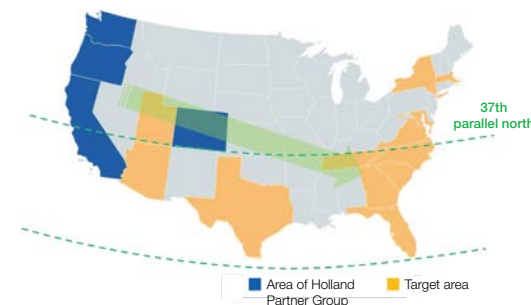 37th
parallel north
Area of Holland
Partner Group
Target area